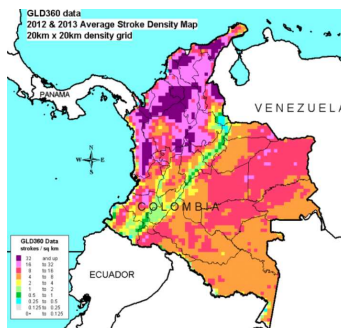 GLD360 data
2012 & 2013 Average Stroke Density Map
20km x 20km density grid
PANAMA
VENEZUELA
COLOMBIA
ECUADOR
N
W
E
S
GLD360 Data
strokes / sq km
32 and up
16 to 32
8 to 16
4 to 8
2 to 4
1 to 2
0.5 to 1
0.25 to 0.5
0.125 to 0.25
0+ to 0.125